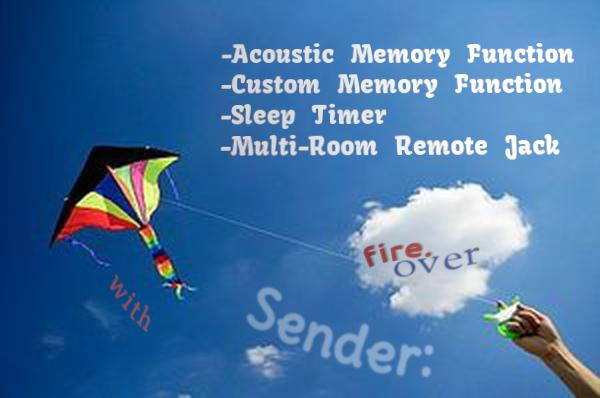 -Acoustic Memory Function
-Custom Memory Function
-Sleep Timer
-Multi-Room Remote Jack
fire.
over
with
Sender: